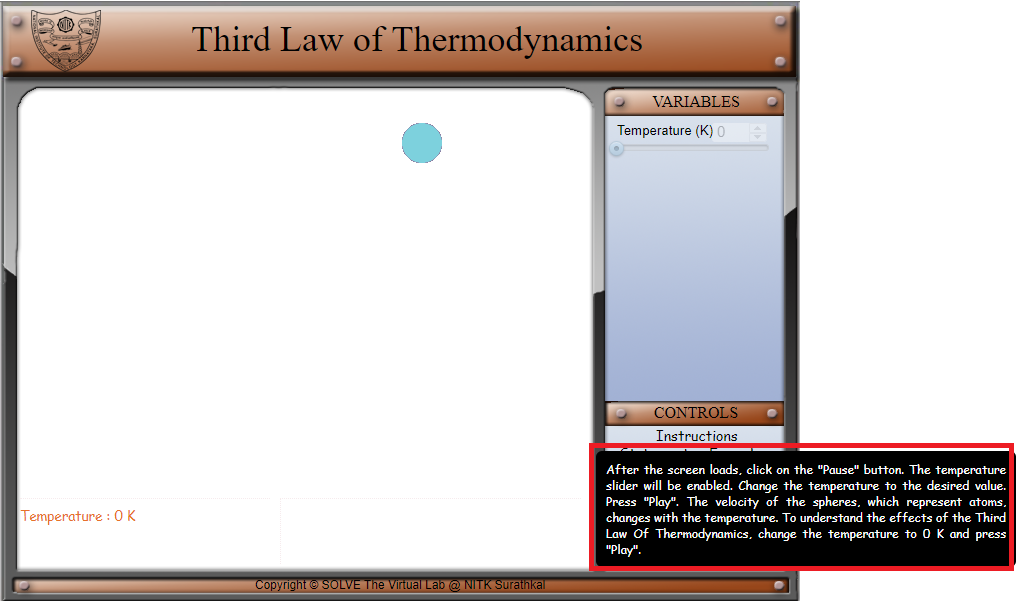 Third Law of Thermodynamics
VARIABLES
Temperature (K) 0
CONTROLS
Instructions
After the screen loads, click on the "Pause" button. The temperature
slider will be enabled. Change the temperature to the desired value.
Press "Play". The velocity of the spheres, which represent atoms,
changes with the temperature. To understand the effects of the Third
Law Of Thermodynamics, change the temperature to 0 K and press
"Play".
Temperature : 0 K
Copyright © SOLVE The Virtual Lab @ NITK Surathkal